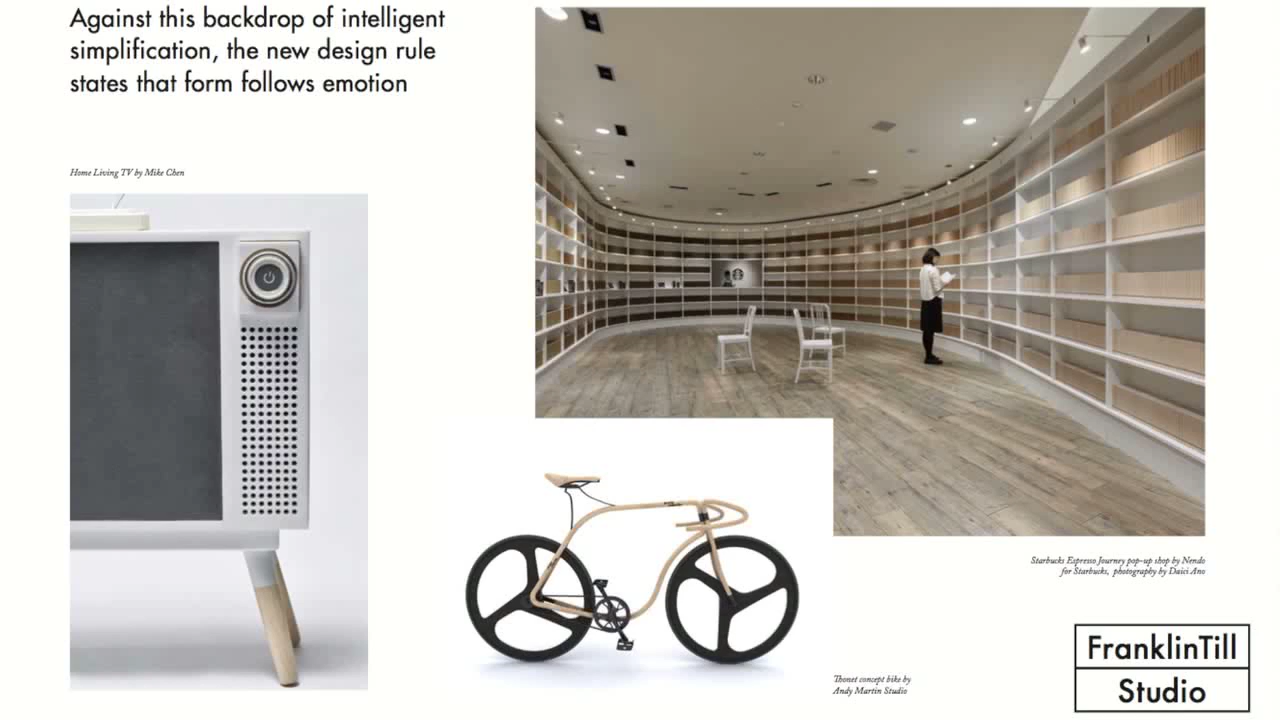 Against this backdrop of intelligent
simplification, the new design rule
states that form follows emotion
Home Living TV by Mike Chen
Starbucks Espresso Journey pop-up shop by Nendo
for Starbucks, photography by Daici Ano
Thonet concept bike by
Andy Martin Studio
FranklinTill
Studio